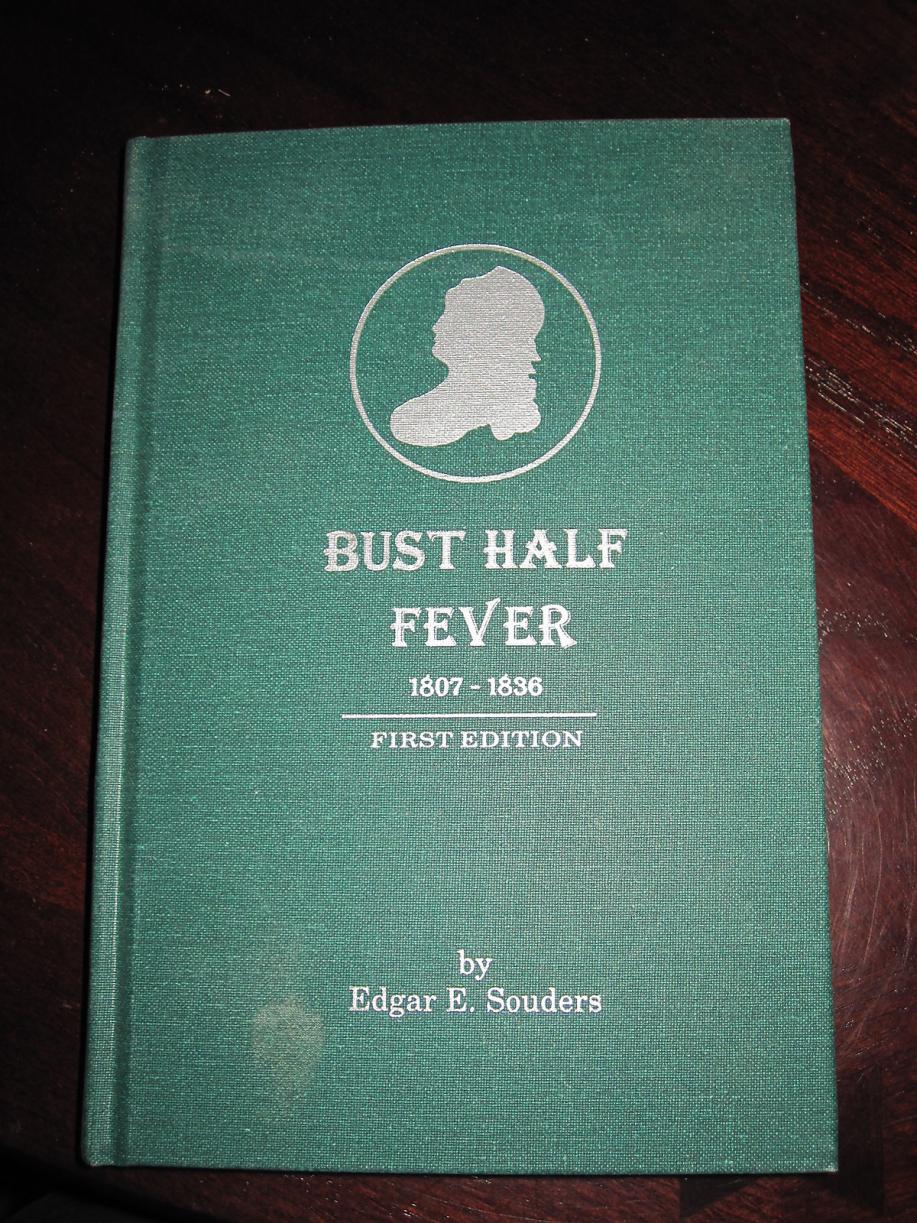 BUST HALF
FEVER
1807 - 1836
FIRST EDITION
by
Edgar E. Souders